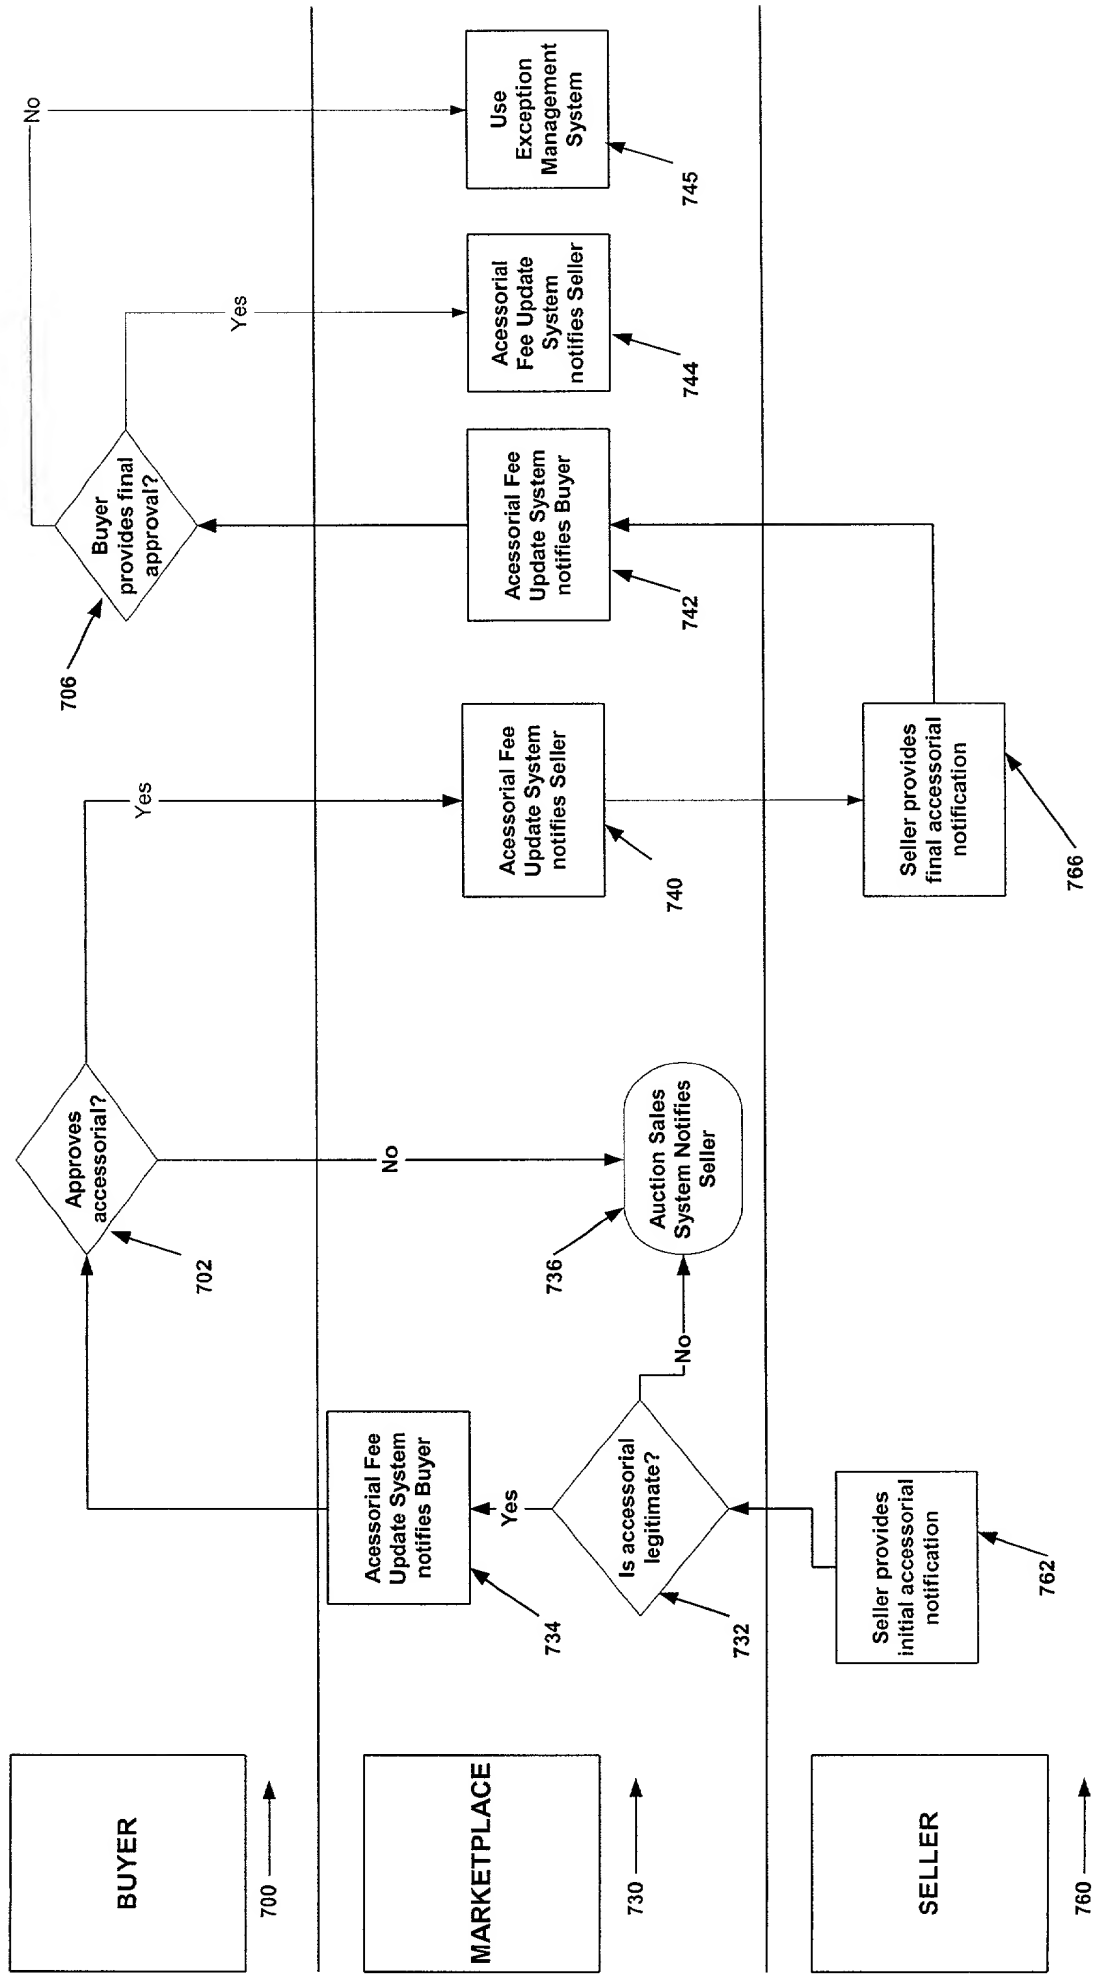 BUYER
700
Approves
accessorial?
702
Yes
No
Buyer
provides final
approval?
706
Yes
No
MARKETPLACE
730
Acessorial Fee
Update System
notifies Buyer
734
Yes
Is accessorial
legitimate?
732
No
Auction Sales
System Notifies
Seller
736
Acessorial Fee
Update System
notifies Seller
740
Acessorial Fee
Update System
notifies Buyer
742
Acessorial
Fee Update
System
notifies Seller
744
Use
Exception
Management
System
745
SELLER
760
Seller provides
initial accessorial
notification
762
Seller provides
final accessorial
notification
766